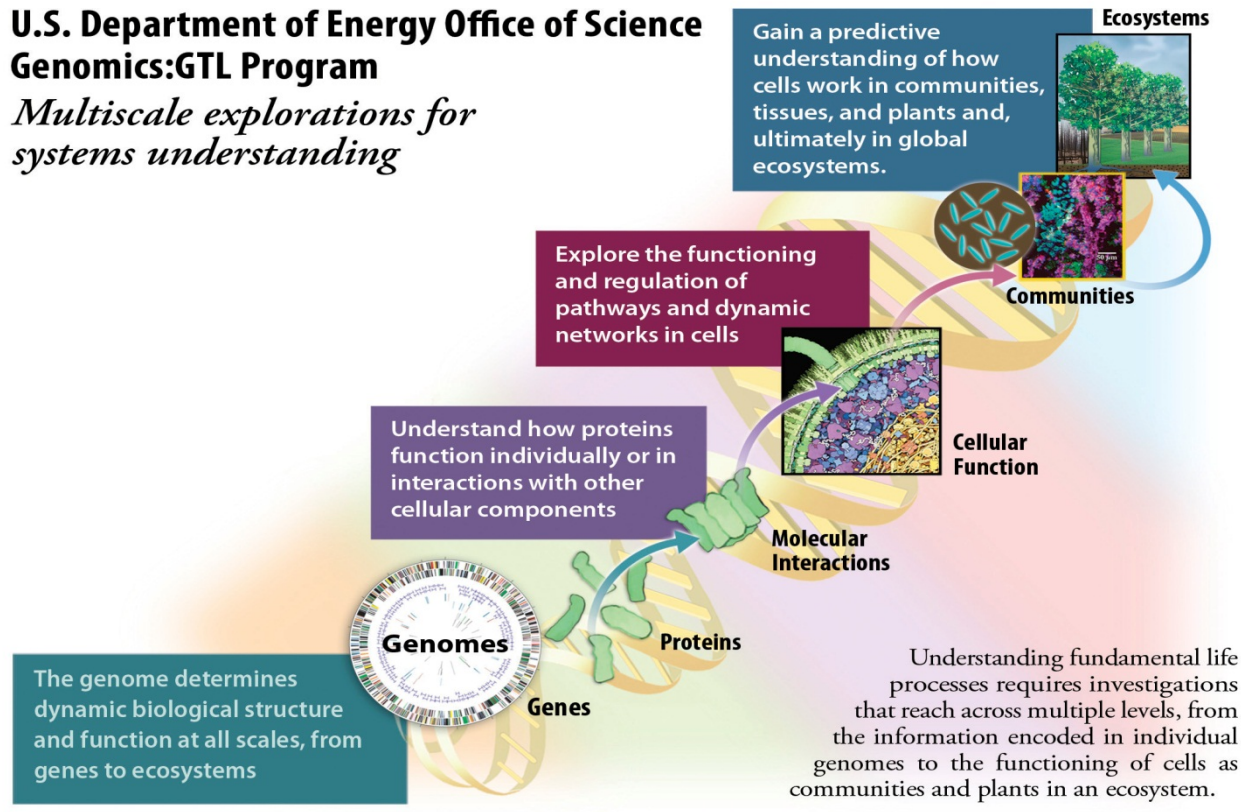 U.S. Department of Energy Office of Science
Genomics:GTL Program
Multiscale explorations for
systems understanding
Gain a predictive
understanding of how
cells work in communities,
tissues, and plants and,
ultimately in global
ecosystems.
Ecosystems
50 µm
Communities
Explore the functioning
and regulation of
pathways and dynamic
networks in cells
Cellular
Function
Understand how proteins
function individually or in
interactions with other
cellular components
Molecular
Interactions
Proteins
Genomes
Genes
The genome determines
dynamic biological structure
and function at all scales, from
genes to ecosystems
Understanding fundamental life
processes requires investigations
that reach across multiple levels, from
the information encoded in individual
genomes to the functioning of cells as
communities and plants in an ecosystem.